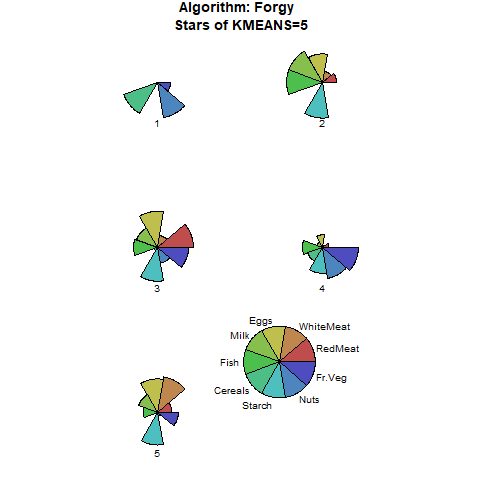 Algorithm: Forgy
Stars of KMEANS=5
1
2
3
4
Eggs
WhiteMeat
Milk
RedMeat
Fish
Fr.Veg
Cereals
Nuts
Starch
5